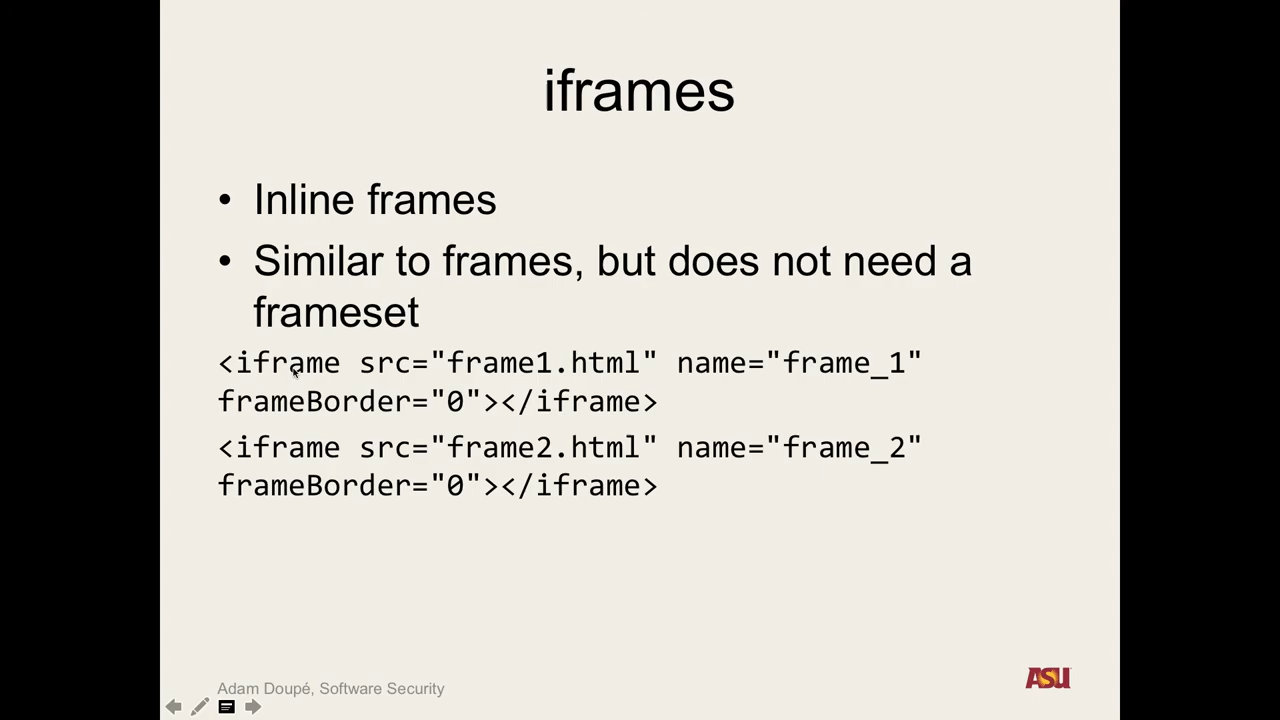 iframes
• Inline frames
• Similar to frames, but does not need a
frameset
<iframe src="frame1.html" name="frame_1"
frameBorder="0"></iframe>
<iframe src="frame2.html" name="frame_2"
frameBorder="0"></iframe>
Adam Doupé, Software Security
ASU